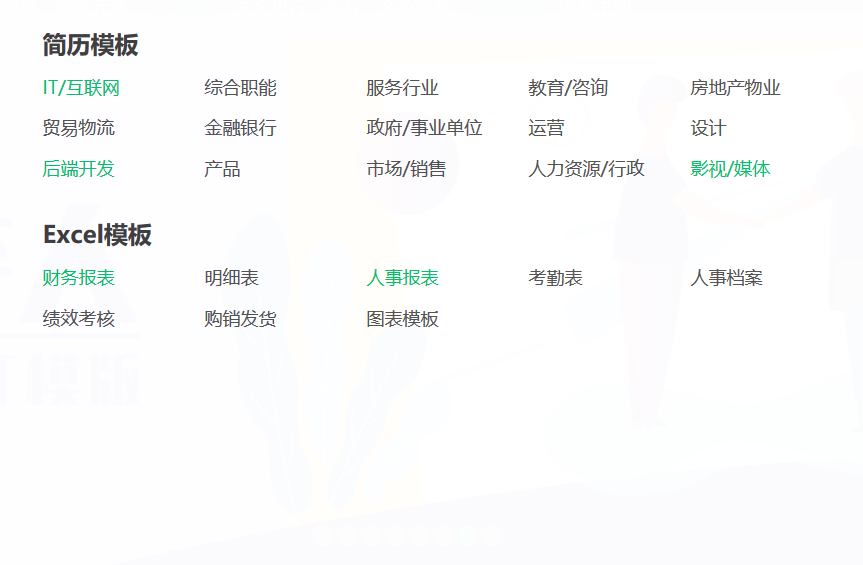 简历模板
IT/互联网 综合职能 服务行业 教育/咨询 房地产物业
贸易物流 金融银行 政府/事业单位 运营 设计
后端开发 产品 市场/销售 人力资源/行政 影视/媒体
Excel模板
财务报表 明细表 人事报表 考勤表 人事档案
绩效考核 购销发货 图表模板